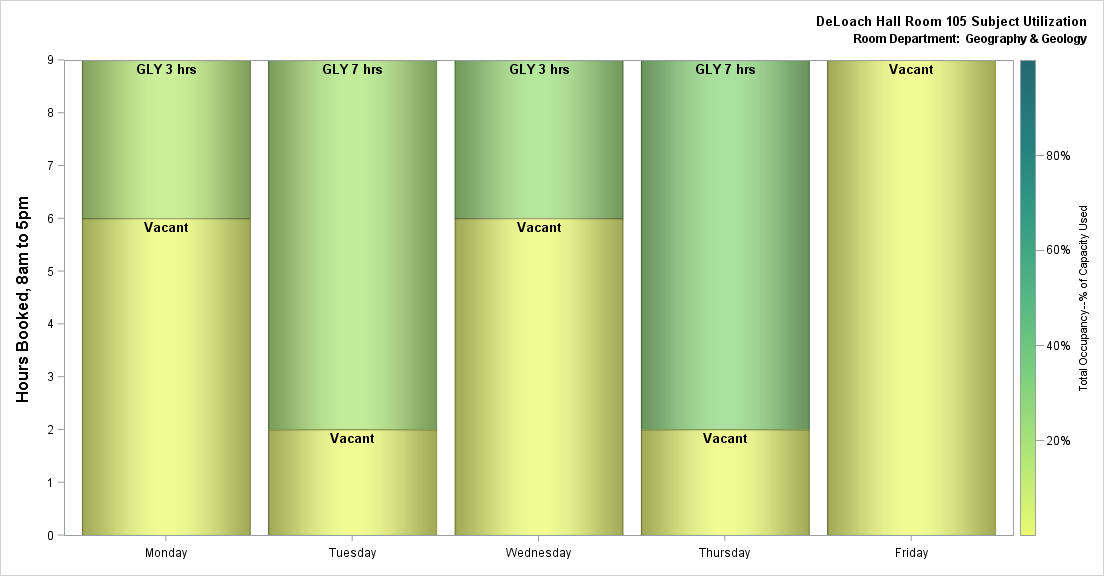 DeLoach Hall Room 105 Subject Utilization
Room Department: Geography & Geology
Hours Booked, 8am to 5pm
9
8
7
6
5
4
3
2
1
0
GLY 3 hrs
Vacant
GLY 7 hrs
Vacant
GLY 3 hrs
Vacant
GLY 7 hrs
Vacant
Vacant
Monday
Tuesday
Wednesday
Thursday
Friday
80%
60%
40%
20%
Total Occupancy--% of Capacity Used